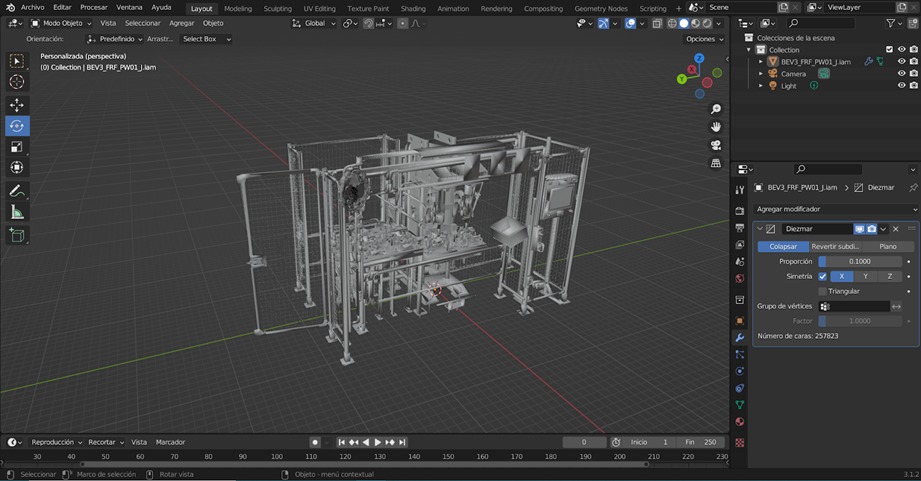 Archivo Editar Procesar Ventana Ayuda Layout Modeling Sculpting UV Editing Texture Paint Shading Animation Rendering Compositing Geometry Nodes Scripting + Scene ViewLayer
Modo Objeto Vista Seleccionar Agregar Objeto Global
Orientación: Predefinido Arrastr... Select Box Opciones
Personalizada (perspectiva)
(0) Collection | BEV3_FRF_PW01_J.iam
Z
X
Y
Colecciones de la escena
Collection
BEV3_FRF_PW01_J.iam
Camera
Light
BEV3_FRF_PW01_J.iam > Diezmar
Agregar modificador
Diezmar
Colapsar Revertir subdi... Plano
Proporción 0.1000
Simetría X Y Z
Triangular
Grupo de vértices
Factor 1.0000
Número de caras: 257823
Reproducción Recortar Vista Marcador 0 Inicio 1 Fin 250
30 40 50 60 70 80 90 100 110 120 130 140 150 160 170 180 190 200 210 220 230
Seleccionar Marco de selección Rotar vista Objeto - menú contextual 3.1.2